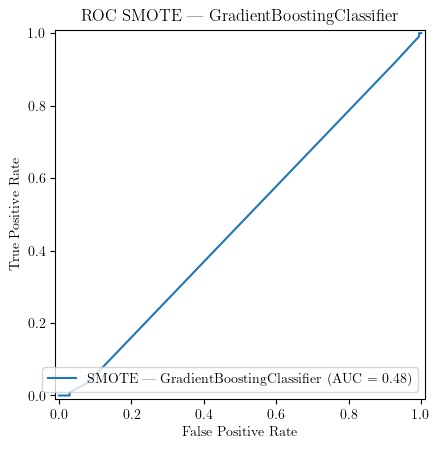 ROC SMOTE — GradientBoostingClassifier
1.0
0.8
0.6
0.4
0.2
0.0
True Positive Rate
SMOTE — GradientBoostingClassifier (AUC = 0.48)
0.0 0.2 0.4 0.6 0.8 1.0
False Positive Rate